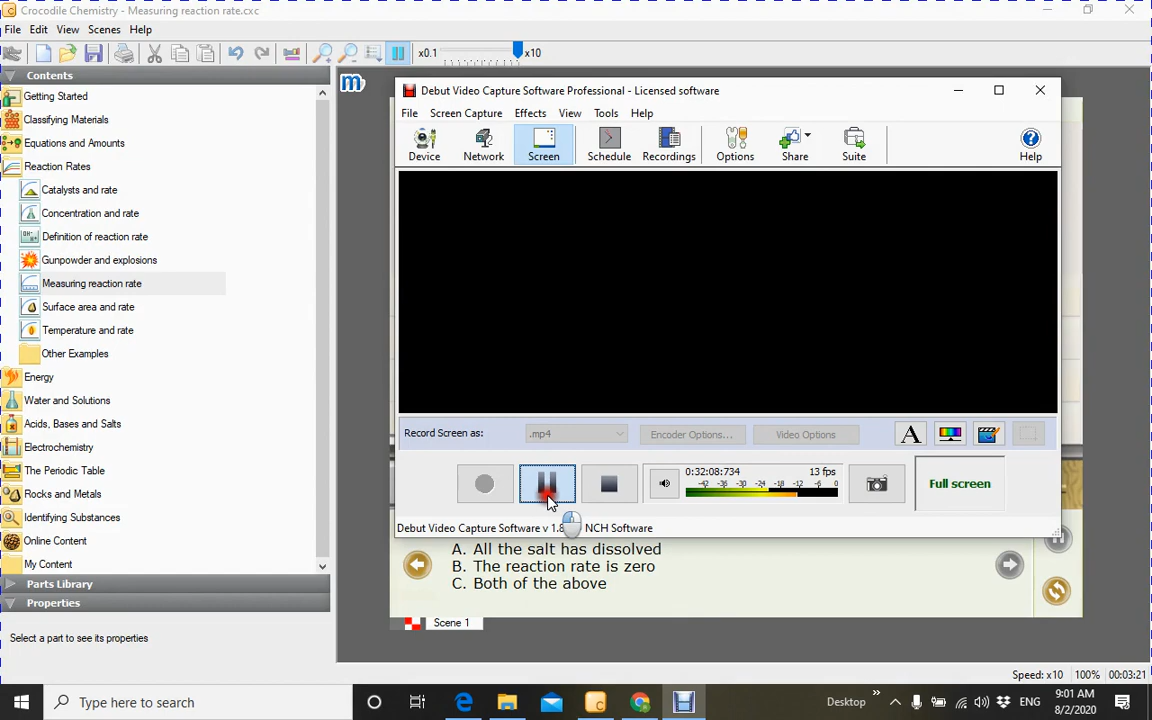 Crocodile Chemistry - Measuring reaction rate.cxc
File Edit View Scenes Help
x0.1 x10
Contents
Getting Started
Classifying Materials
Equations and Amounts
Reaction Rates
Catalysts and rate
Concentration and rate
Definition of reaction rate
Gunpowder and explosions
Measuring reaction rate
Surface area and rate
Temperature and rate
Other Examples
Energy
Water and Solutions
Acids, Bases and Salts
Electrochemistry
The Periodic Table
Rocks and Metals
Identifying Substances
Online Content
My Content
Parts Library
Properties
Select a part to see its properties
m
Debut Video Capture Software Professional - Licensed software
File Screen Capture Effects View Tools Help
Device Network Screen Schedule Recordings Options Share Suite Help
Record Screen as: .mp4 Encoder Options... Video Options A
0:32:08:734 13 fps
-42 -36 -30 -24 -18 -12 -6 0
Full screen
Debut Video Capture Software v 1.8 NCH Software
A. All the salt has dissolved
B. The reaction rate is zero
C. Both of the above
Scene 1
Speed: x10 100% 00:03:21
Type here to search
Desktop » ENG
9:01 AM
8/2/2020